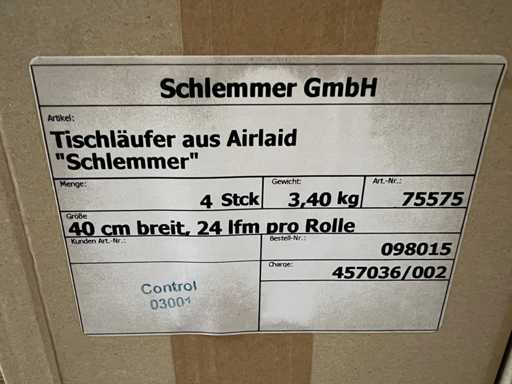 Schlemmer GmbH
Artikel:
Tischläufer aus Airlaid
"Schlemmer"
Menge: Gewicht: Art.-Nr.:
4 Stck 3,40 kg 75575
Größe
40 cm breit, 24 lfm pro Rolle
Kunden Art.-Nr.: Bestell-Nr.:
098015
Charge:
457036/002
Control
03001